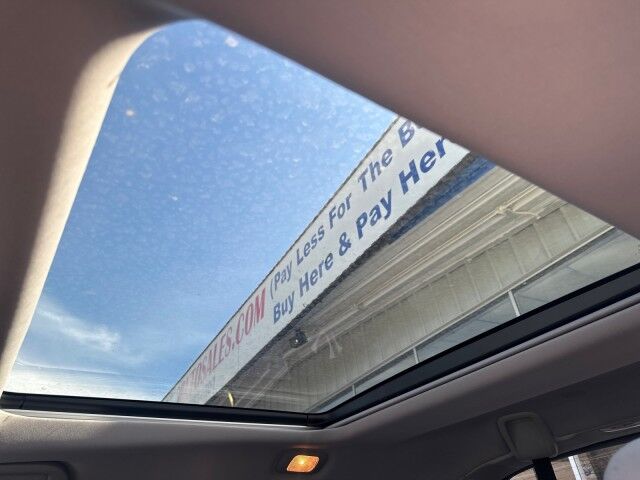 SALES.COM
(Pay Less For The B
Buy Here & Pay Her